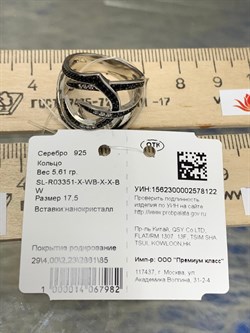 ГОСТ 17435-72
ОТК
Серебро 925
Кольцо
Вес 5.61 гр.
SL-R03351-X-WB-X-X-B
W
Размер 17,5
Вставки:нанокристалл
Покрытие родирование
1000014067982
УИН:1562300002578122
Проверить подлинность
изделия по УИН на сайте
http://www.probpalata.gov.ru
Пр-ль Китай, QSY Co LTD,
FLAT/RM 1307, 13F, TSIM SHA
TSUI, KOWLOON,HK
Имп-р: ООО "Премиум класс"
117437, г. Москва, ул.
Академика Волгина, 31-2-4